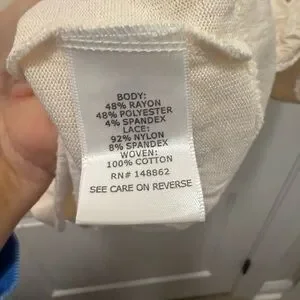 BODY:
48% RAYON
48% POLYESTER
4% SPANDEX
LACE:
92% NYLON
8% SPANDEX
WOVEN:
100% COTTON
RN# 148862
SEE CARE ON REVERSE